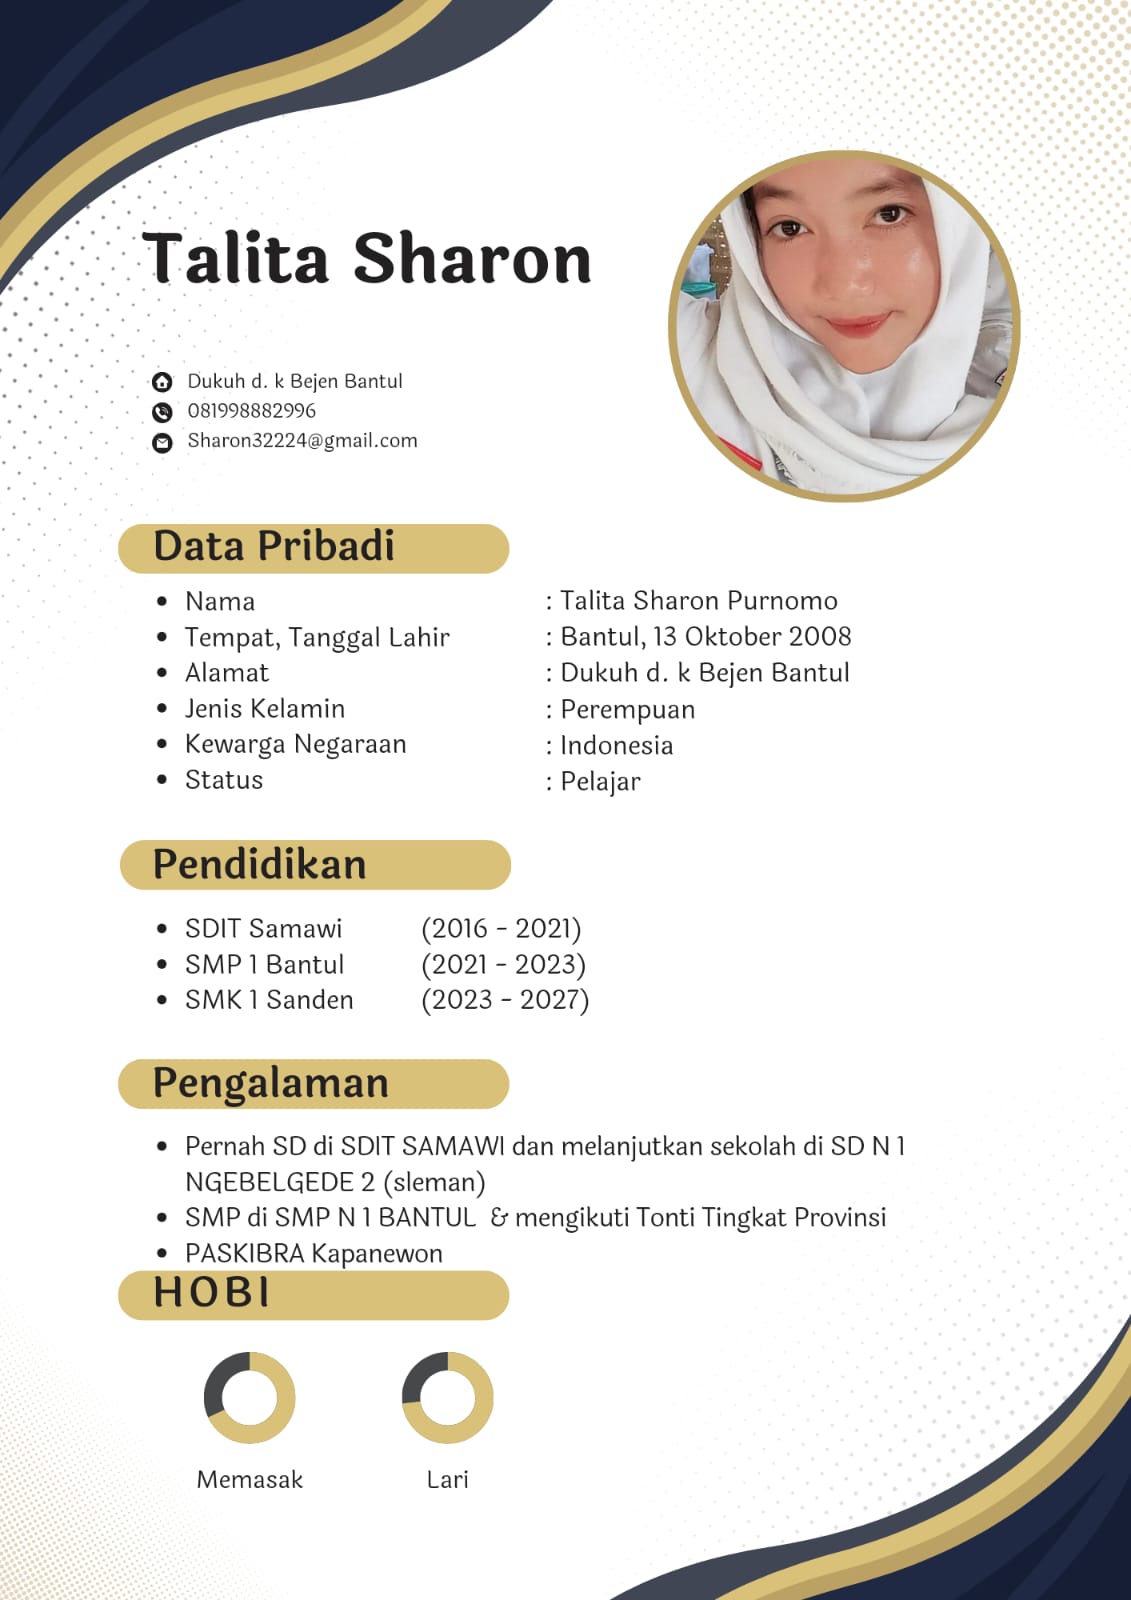 Talita Sharon
Dukuh d. k Bejen Bantul
081998882996
Sharon32224@gmail.com
Data Pribadi
• Nama : Talita Sharon Purnomo
• Tempat, Tanggal Lahir : Bantul, 13 Oktober 2008
• Alamat : Dukuh d. k Bejen Bantul
• Jenis Kelamin : Perempuan
• Kewarga Negaraan : Indonesia
• Status : Pelajar
Pendidikan
• SDIT Samawi (2016 - 2021)
• SMP 1 Bantul (2021 - 2023)
• SMK 1 Sanden (2023 - 2027)
Pengalaman
• Pernah SD di SDIT SAMAWI dan melanjutkan sekolah di SD N 1
NGEBELGEDE 2 (sleman)
• SMP di SMP N 1 BANTUL & mengikuti Tonti Tingkat Provinsi
• PASKIBRA Kapanewon
HOBI
Memasak Lari